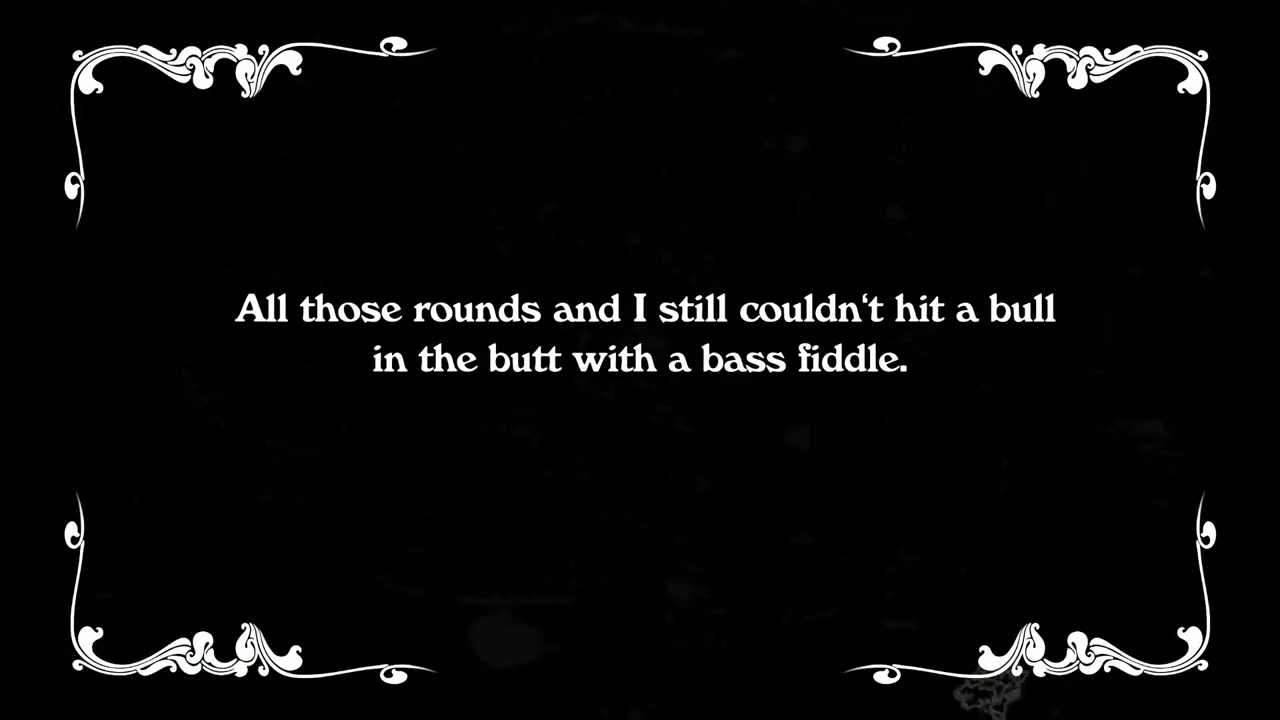 All those rounds and I still couldn‘t hit a bull
in the butt with a bass fiddle.